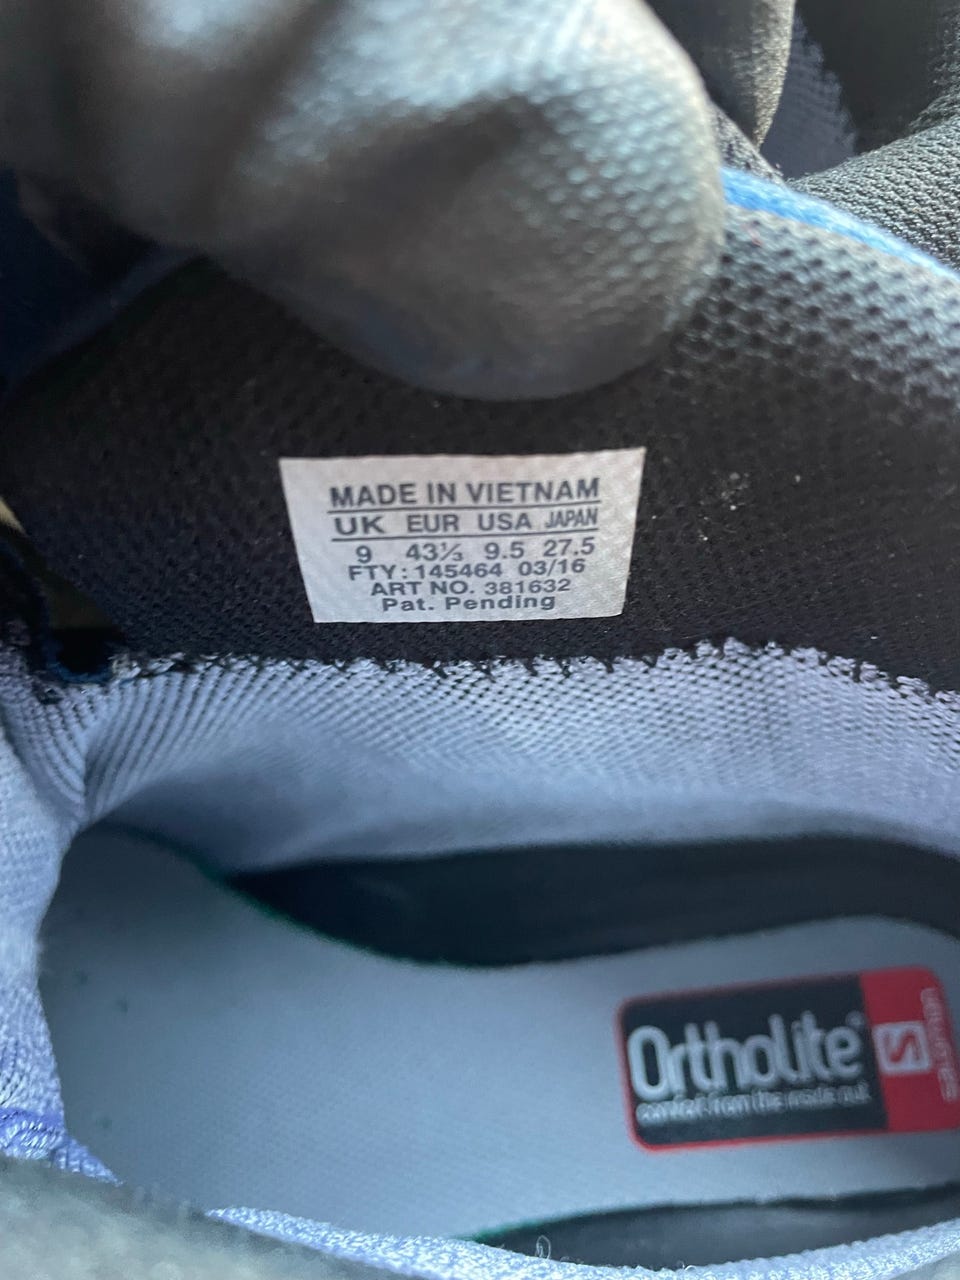 MADE IN VIETNAM
UK EUR USA JAPAN
9 43⅓ 9.5 27.5
FTY: 145464 03/16
ART NO. 381632
Pat. Pending
OrthoLite®
comfort from the inside out
S